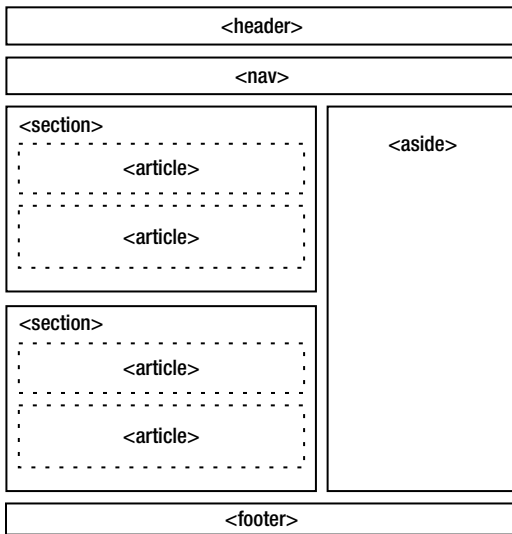 <header>
<nav>
<section>
<article>
<article>
<section>
<article>
<article>
<aside>
<footer>